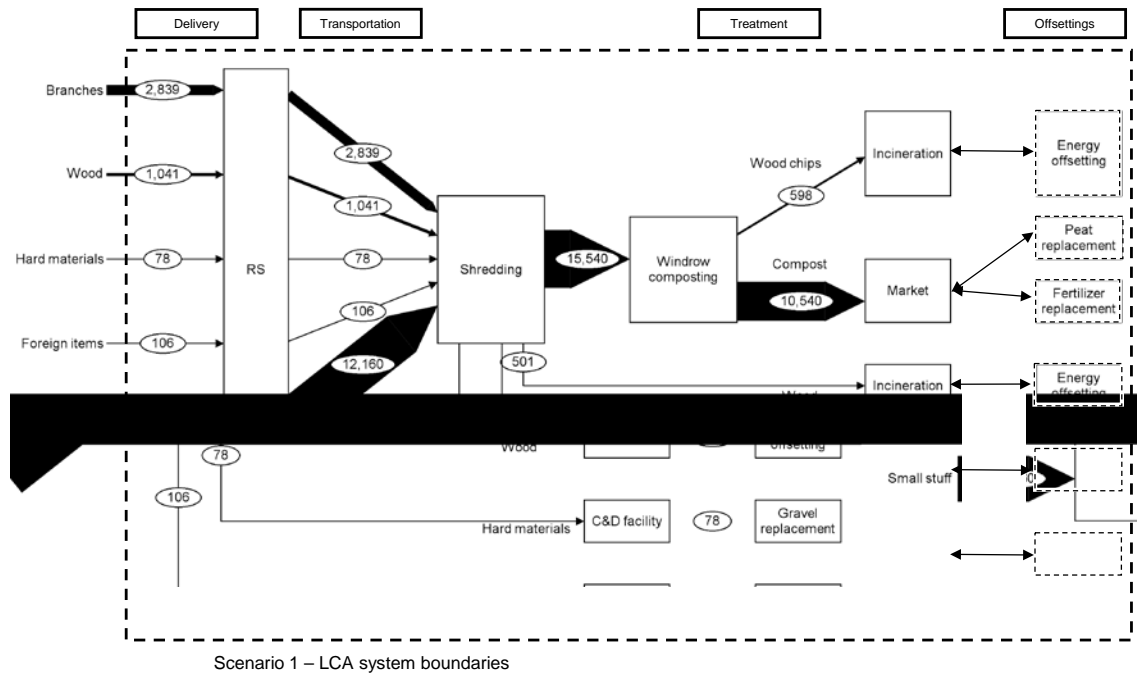 Delivery
Transportation
Treatment
Offsettings
Branches
2,839
2,839
Wood
1,041
1,041
Hard materials
78
78
Foreign items
106
106
RS
12,160
Shredding
15,540
Windrow
composting
Wood chips
598
Compost
10,540
Incineration
Energy
offsetting
Market
Peat
replacement
Fertilizer
replacement
501
Incineration
Energy
offsetting
Wood
offsetting
78
106
Small stuff
Hard materials
C&D facility
78
Gravel
replacement
Scenario 1 – LCA system boundaries